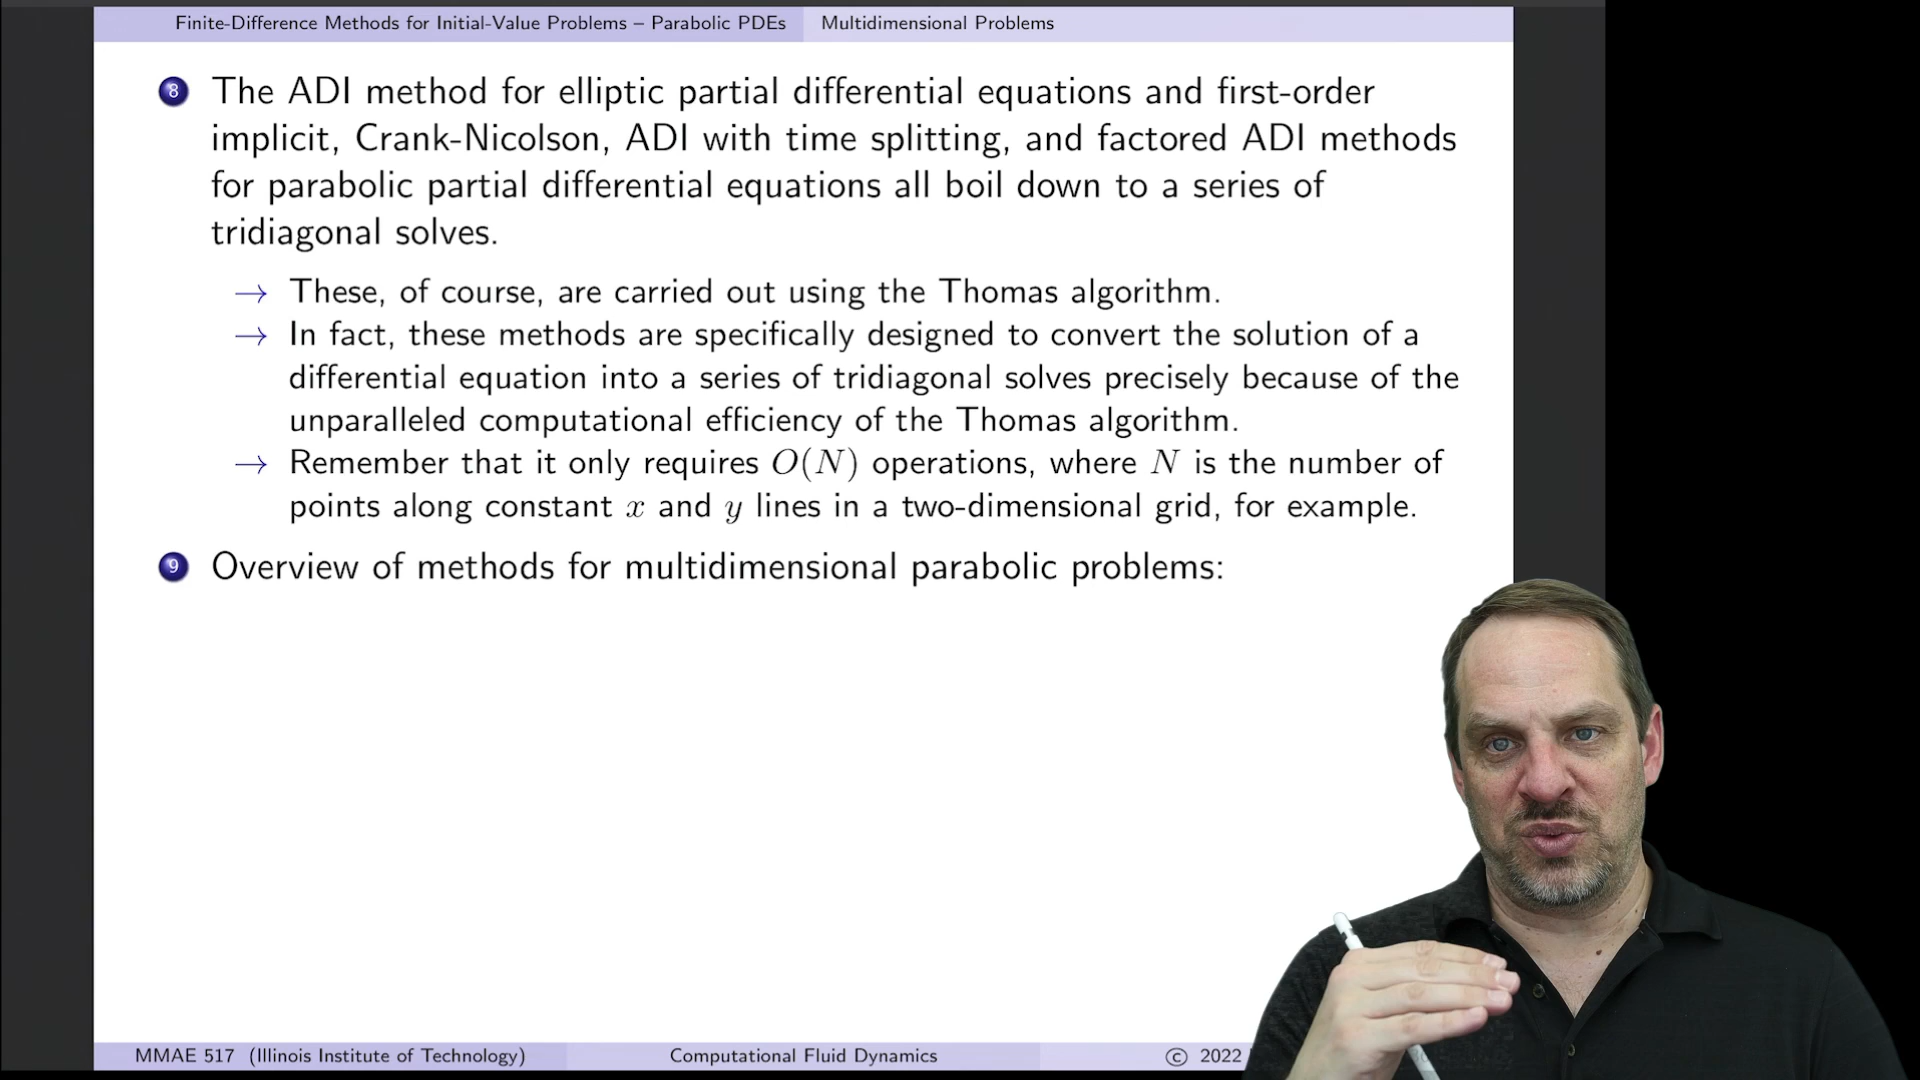 Finite-Difference Methods for Initial-Value Problems – Parabolic PDEs Multidimensional Problems
8 The ADI method for elliptic partial differential equations and first-order
implicit, Crank-Nicolson, ADI with time splitting, and factored ADI methods
for parabolic partial differential equations all boil down to a series of
tridiagonal solves.
→ These, of course, are carried out using the Thomas algorithm.
→ In fact, these methods are specifically designed to convert the solution of a
differential equation into a series of tridiagonal solves precisely because of the
unparalleled computational efficiency of the Thomas algorithm.
→ Remember that it only requires O(N) operations, where N is the number of
points along constant x and y lines in a two-dimensional grid, for example.
9 Overview of methods for multidimensional parabolic problems:
MMAE 517 (Illinois Institute of Technology) Computational Fluid Dynamics © 2022